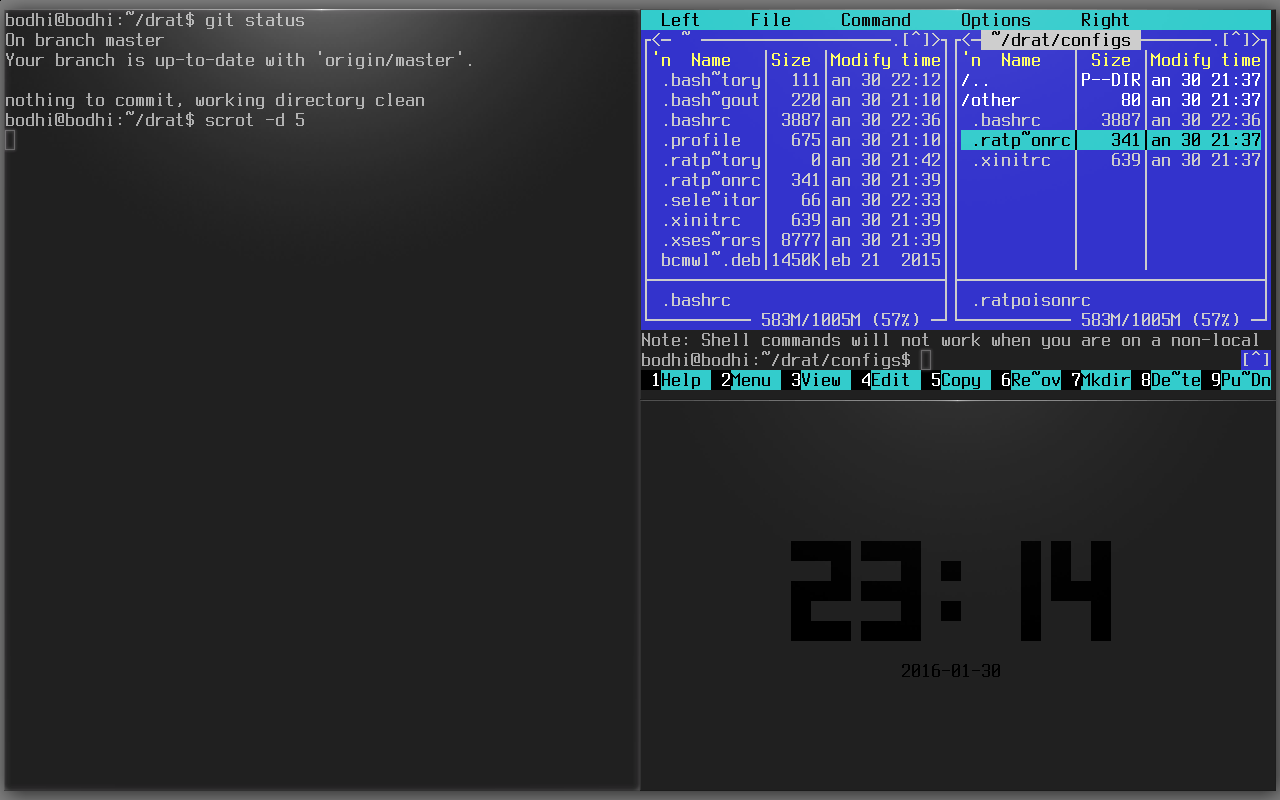 bodhi@bodhi:~/drat$ git status
On branch master
Your branch is up-to-date with 'origin/master'.
nothing to commit, working directory clean
bodhi@bodhi:~/drat$ scrot -d 5
Left File Command Options Right
<- ~ .[^]>
'n Name Size Modify time
.bash~tory 111 an 30 22:12
.bash~gout 220 an 30 21:10
.bashrc 3887 an 30 22:36
.profile 675 an 30 21:10
.ratp~tory 0 an 30 21:42
.ratp~onrc 341 an 30 21:39
.sele~itor 66 an 30 22:33
.xinitrc 639 an 30 21:39
.xses~rors 8777 an 30 21:39
bcmwl~.deb 1450K eb 21 2015
.bashrc
583M/1005M (57%)
<- ~/drat/configs .[^]>
'n Name Size Modify time
/.. P--DIR an 30 21:37
/other 80 an 30 21:37
.bashrc 3887 an 30 22:36
.ratp~onrc 341 an 30 21:37
.xinitrc 639 an 30 21:37
.ratpoisonrc
583M/1005M (57%)
Note: Shell commands will not work when you are on a non-local
bodhi@bodhi:~/drat/configs$ [^]
1Help 2Menu 3View 4Edit 5Copy 6Re~ov 7Mkdir 8De~te 9Pu~Dn
23:14
2016-01-30